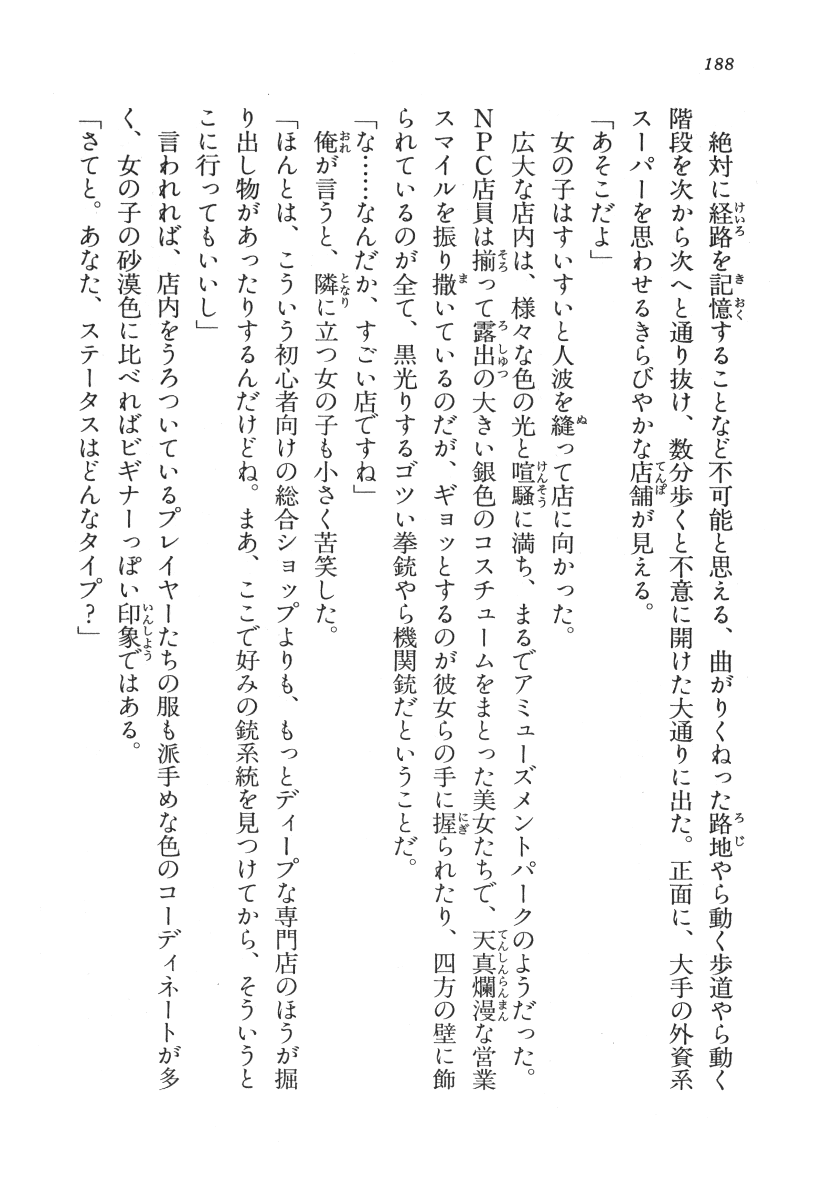 188
絶対に経路を記憶することなど不可能と思える、曲がりくねった路地やら動く歩道やら動く
階段を次から次へと通り抜け、数分歩くと不意に開けた大通りに出た。正面に、大手の外資系
スーパーを思わせるきらびやかな店舗が見える。
「あそこだよ」
女の子はすいすいと人波を縫って店に向かった。
広大な店内は、様々な色の光と喧騒に満ち、まるでアミューズメントパークのようだった。
NPC店員は揃って露出の大きい銀色のコスチュームをまとった美女たちで、天真爛漫な営業
スマイルを振り撒いているのだが、ギョッとするのが彼女らの手に握られたり、四方の壁に飾
られているのが全て、黒光りするゴツい拳銃やら機関銃だということだ。
「な……なんだか、すごい店ですね」
俺が言うと、隣に立つ女の子も小さく苦笑した。
「ほんとは、こういう初心者向けの総合ショップよりも、もっとディープな専門店のほうが掘
り出し物があったりするんだけどね。まあ、ここで好みの銃系統を見つけてから、そういうと
こに行ってもいいし」
言われれば、店内をうろついているプレイヤーたちの服も派手めな色のコーディネートが多
く、女の子の砂漠色に比べればビギナーっぽい印象ではある。
「さてと。あなた、ステータスはどんなタイプ？」